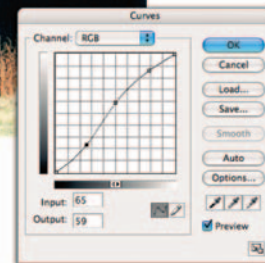 Curves
Channel: RGB
OK
Cancel
Load...
Save...
Smooth
Auto
Options...
Input: 65
Output: 59
Preview